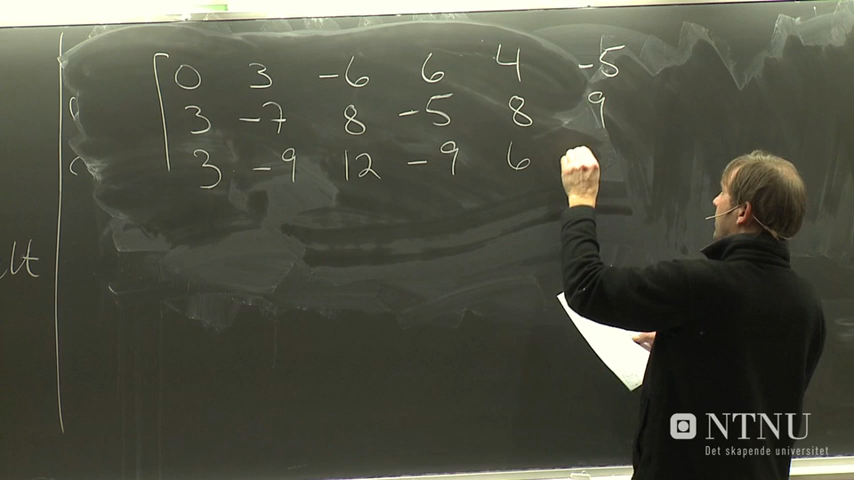 0 3 -6 6 4 -5
3 -7 8 -5 8 9
3 -9 12 -9 6
NTNU
Det skapende universitet